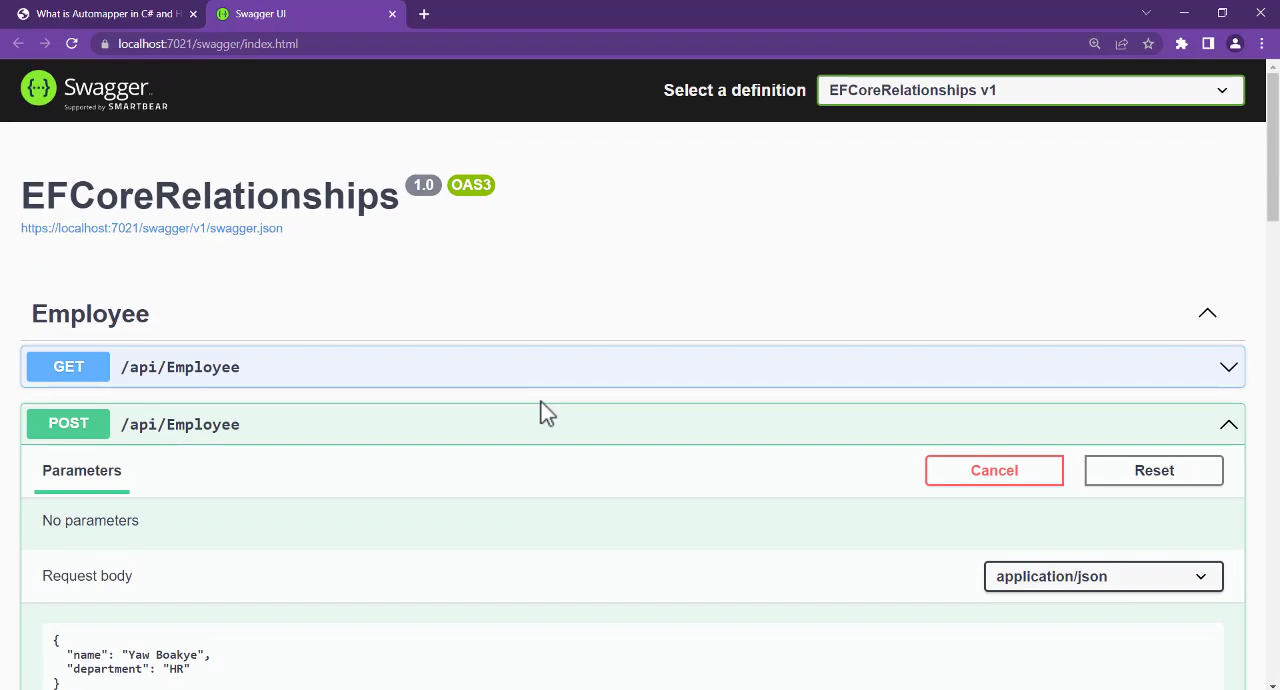 What is Automapper in C# and H
Swagger UI
localhost:7021/swagger/index.html
Swagger
Supported by SMARTBEAR
Select a definition
EFCoreRelationships v1
EFCoreRelationships 1.0 OAS3
https://localhost:7021/swagger/v1/swagger.json
Employee
GET /api/Employee
POST /api/Employee
Parameters
Cancel
Reset
No parameters
Request body
application/json
{
"name": "Yaw Boakye",
"department": "HR"
}